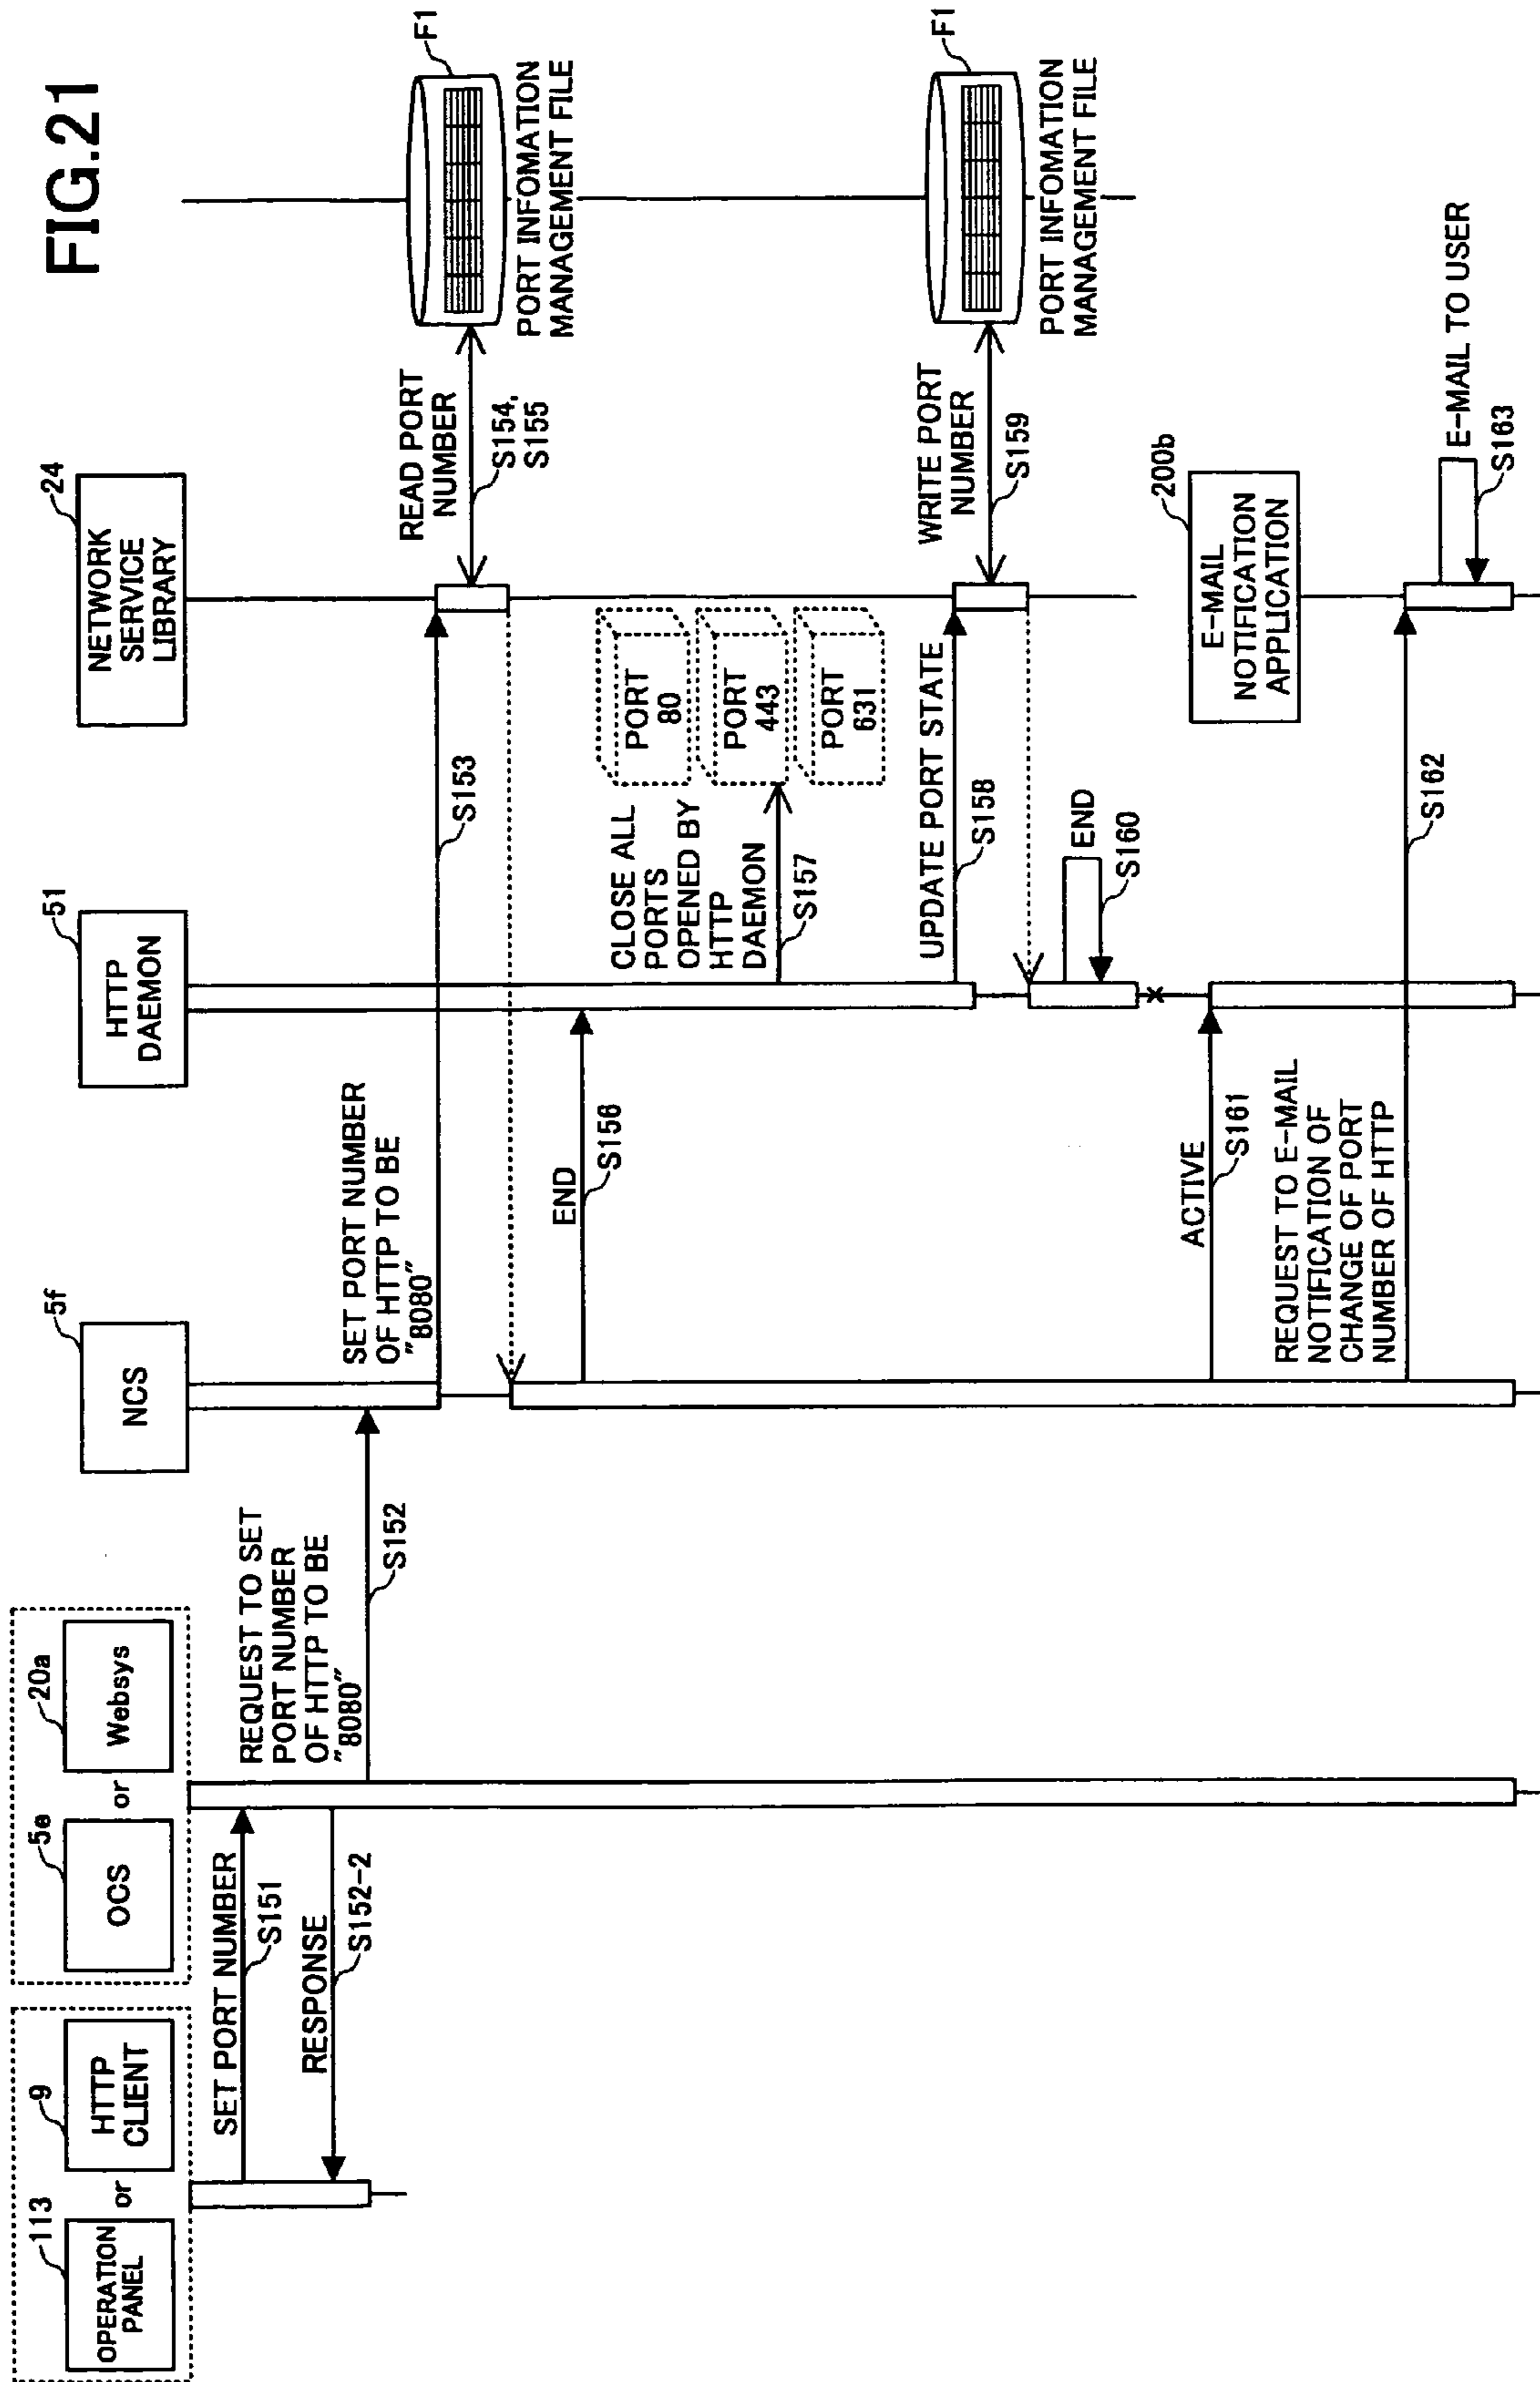 FIG.21
113
OPERATION
PANEL
or
9
HTTP
CLIENT
5e
OCS
or
20a
Websys
5f
NCS
51
HTTP
DAEMON
24
NETWORK
SERVICE
LIBRARY
SET PORT NUMBER
S151
RESPONSE
S152-2
REQUEST TO SET
PORT NUMBER
OF HTTP TO BE
"8080"
S152
SET PORT NUMBER
OF HTTP TO BE
"8080"
S153
READ PORT
NUMBER
S154,
S155
F1
PORT INFOMATION
MANAGEMENT FILE
END
S156
CLOSE ALL
PORTS
OPENED BY
HTTP
DAEMON
S157
PORT
80
PORT
443
PORT
631
UPDATE PORT STATE
S158
WRITE PORT
NUMBER
S159
F1
PORT INFOMATION
MANAGEMENT FILE
END
S160
ACTIVE
S161
200b
E-MAIL
NOTIFICATION
APPLICATION
REQUEST TO E-MAIL
NOTIFICATION OF
CHANGE OF PORT
NUMBER OF HTTP
S162
E-MAIL TO USER
S163